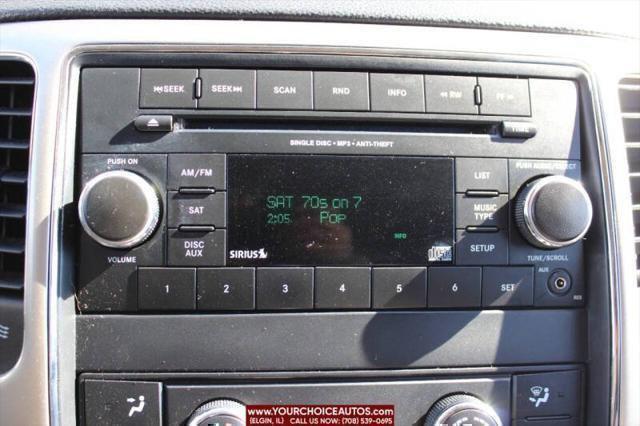 SEEK
SEEK
SCAN
RND
INFO
RW
FF
TIME
SINGLE DISC • MP3 • ANTI-THEFT
PUSH ON
VOLUME
AM/FM
SAT
DISC
AUX
SAT 70s on 7
2:05 Pop
INFO
SIRIUS
LIST
MUSIC
TYPE
SETUP
PUSH AUDIO/SELECT
TUNE/SCROLL
1
2
3
4
5
6
SET
AUX
WWW.YOURCHOICEAUTOS.COM
(ELGIN, IL) CALL US NOW: (708) 539-0695